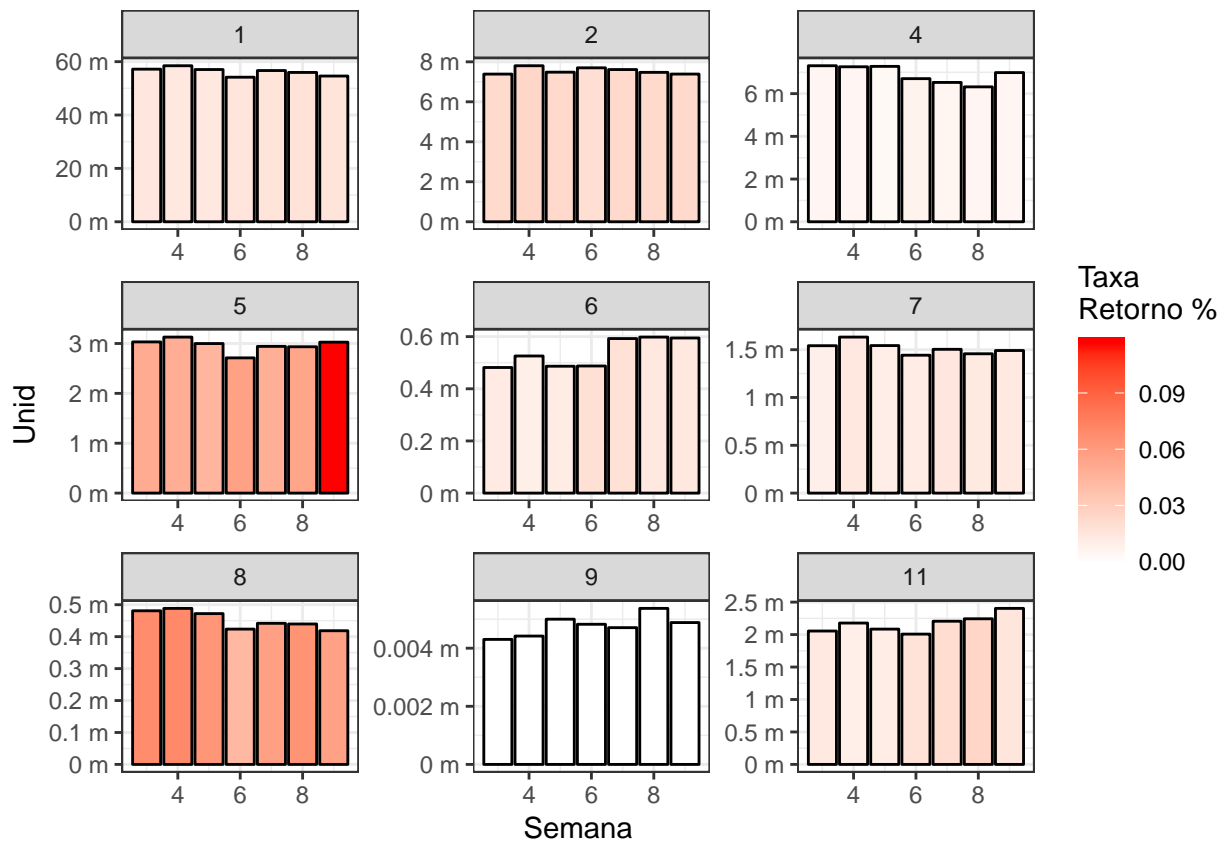 1
60 m
40 m
20 m
0 m
4 6 8
2
8 m
6 m
4 m
2 m
0 m
4 6 8
4
6 m
4 m
2 m
0 m
4 6 8
5
3 m
2 m
1 m
0 m
4 6 8
6
0.6 m
0.4 m
0.2 m
0 m
4 6 8
7
1.5 m
1 m
0.5 m
0 m
4 6 8
8
0.5 m
0.4 m
0.3 m
0.2 m
0.1 m
0 m
4 6 8
9
0.004 m
0.002 m
0 m
4 6 8
11
2.5 m
2 m
1.5 m
1 m
0.5 m
0 m
4 6 8
Unid
Semana
Taxa
Retorno %
0.09
0.06
0.03
0.00